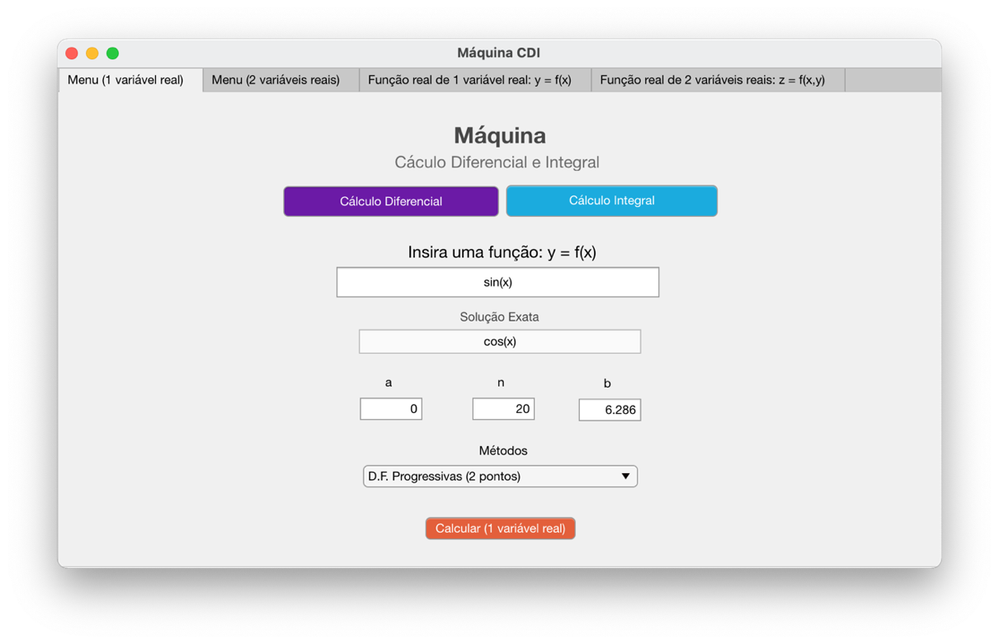 Máquina CDI
Menu (1 variável real) Menu (2 variáveis reais) Função real de 1 variável real: y = f(x) Função real de 2 variáveis reais: z = f(x,y)
Máquina
Cáculo Diferencial e Integral
Cálculo Diferencial Cálculo Integral
Insira uma função: y = f(x)
sin(x)
Solução Exata
cos(x)
a n b
0 20 6.286
Métodos
D.F. Progressivas (2 pontos)
Calcular (1 variável real)